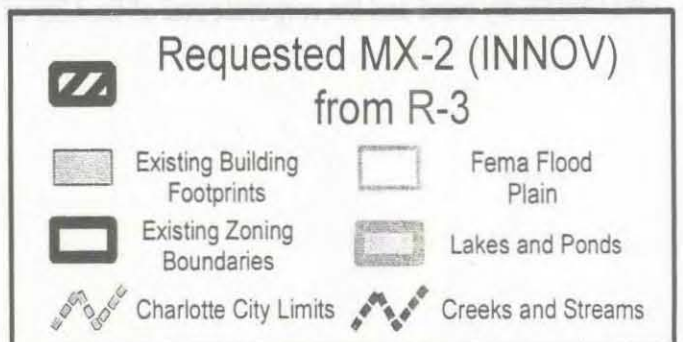 Requested MX-2 (INNOV)
from R-3
Existing Building
Footprints
Fema Flood
Plain
Existing Zoning
Boundaries
Lakes and Ponds
Charlotte City Limits
Creeks and Streams